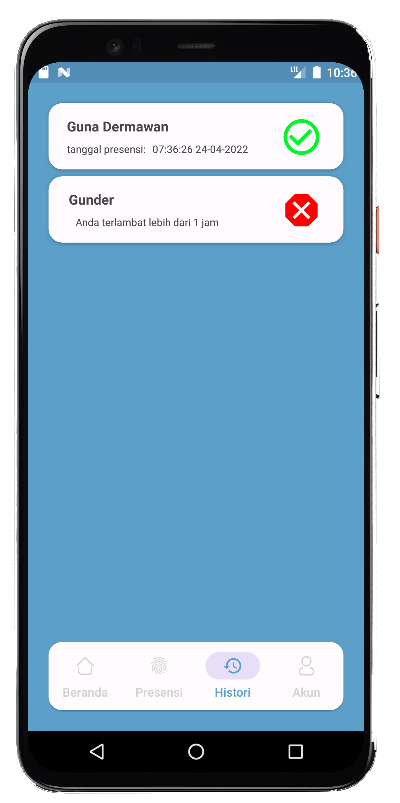 LTE 10:36
Guna Dermawan
tanggal presensi: 07:36:26 24-04-2022
Gunder
Anda terlambat lebih dari 1 jam
Beranda Presensi Histori Akun